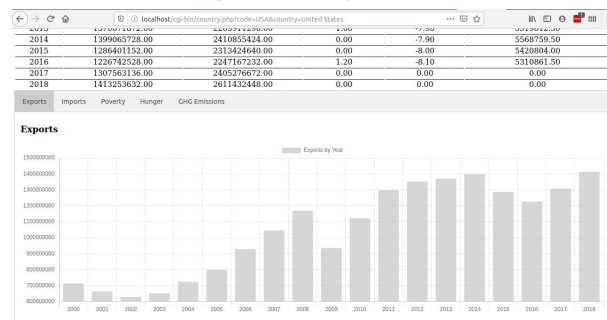 localhost/cgi-bin/country.php?code=USA&country=United States
2014 1399065728.00 2410855424.00 0.00 -7.90 5568759.50
2015 1286401152.00 2313424640.00 0.00 -8.00 5420804.00
2016 1226742528.00 2247167232.00 1.20 -8.10 5310861.50
2017 1307563136.00 2405276672.00 0.00 0.00 0.00
2018 1413253632.00 2611432448.00 0.00 0.00 0.00
Exports Imports Poverty Hunger GHG Emissions
Exports
Exports by Year
1500000000
1400000000
1300000000
1200000000
1100000000
1000000000
900000000
800000000
700000000
600000000
2000 2001 2002 2003 2004 2005 2006 2007 2008 2009 2010 2011 2012 2013 2014 2015 2016 2017 2018